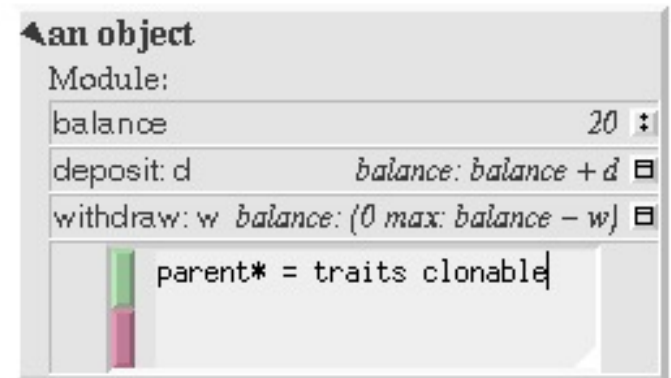 an object
Module:
balance 20
deposit: d balance: balance + d
withdraw: w balance: (0 max: balance − w)
parent* = traits clonable